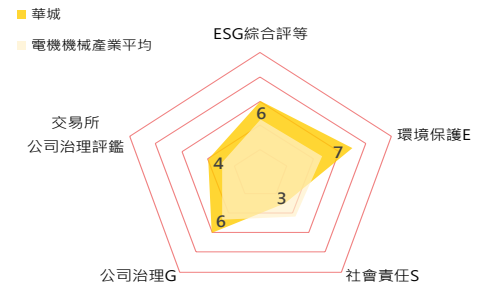 華城
電機機械產業平均
ESG綜合評等
環境保護E
社會責任S
公司治理G
交易所
公司治理評鑑
6
7
3
6
4